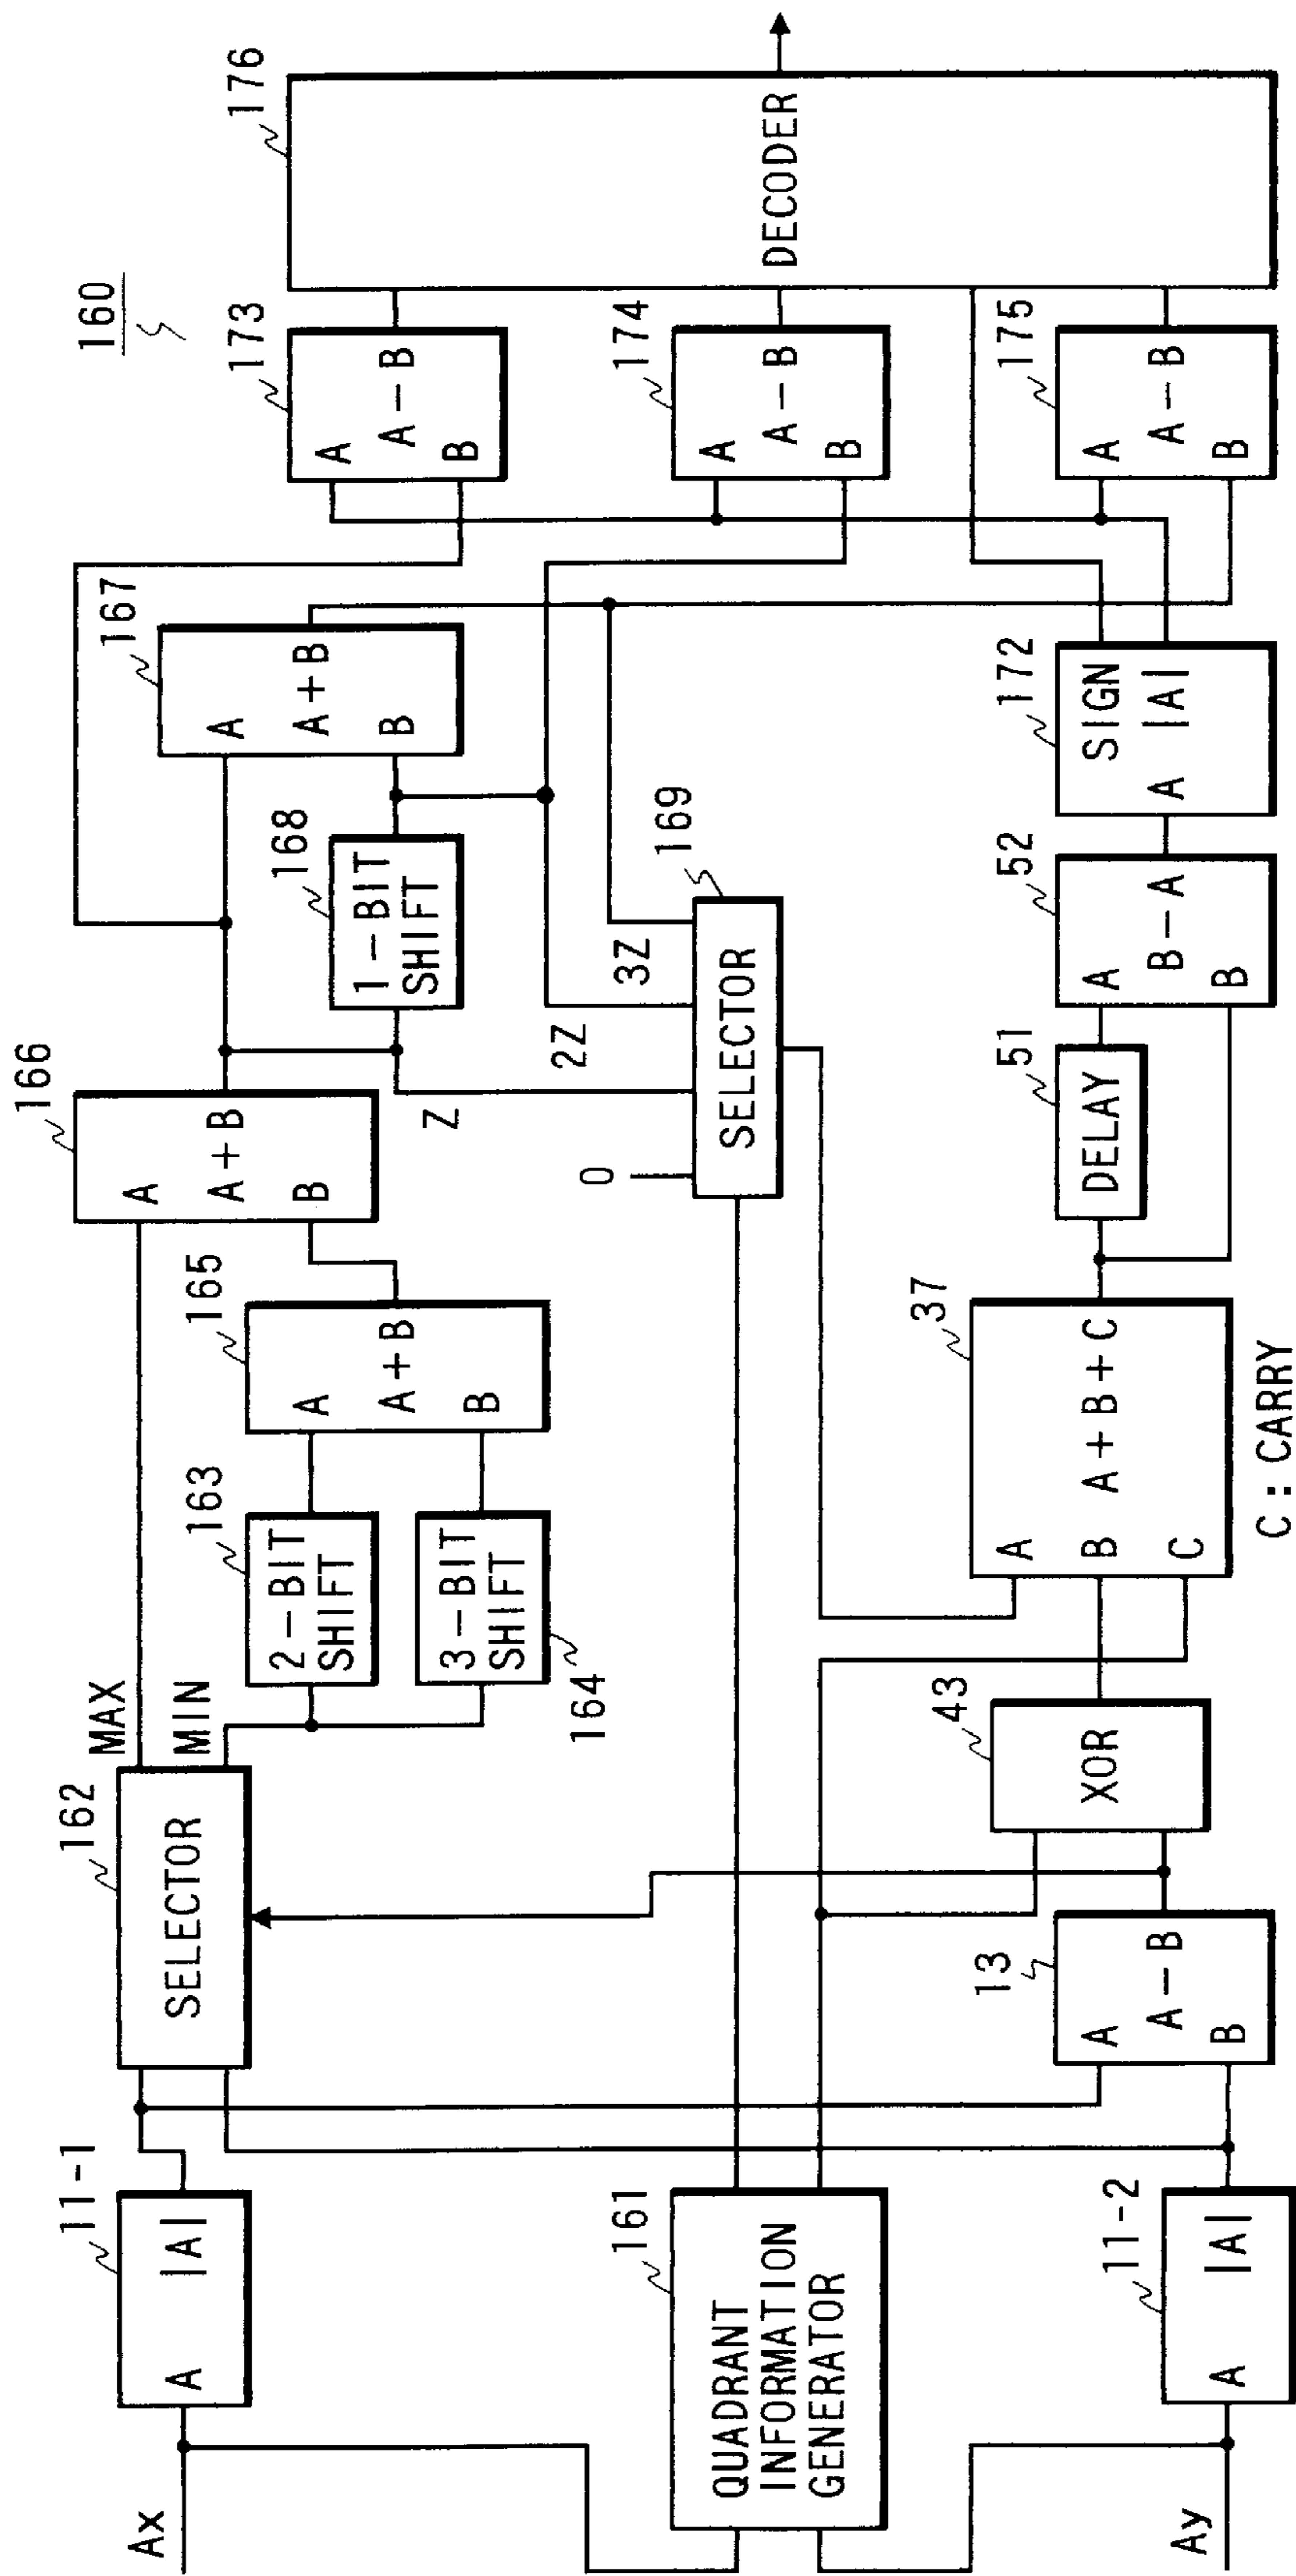 160
Ax
A |A|
11-1
SELECTOR
162
MAX
MIN
2-BIT
SHIFT
163
3-BIT
SHIFT
164
A
A+B
B
165
A
A+B
B
166
1-BIT
SHIFT
168
A
A+B
B
167
A
A-B
B
173
A
A-B
B
174
A
A-B
B
175
DECODER
176
QUADRANT
INFORMATION
GENERATOR
161
0
Z
2Z
3Z
SELECTOR
169
Ay
A |A|
11-2
A
A-B
B
13
XOR
43
A
B A+B+C
C
37
C : CARRY
DELAY
51
A
B-A
B
52
SIGN
A |A|
172